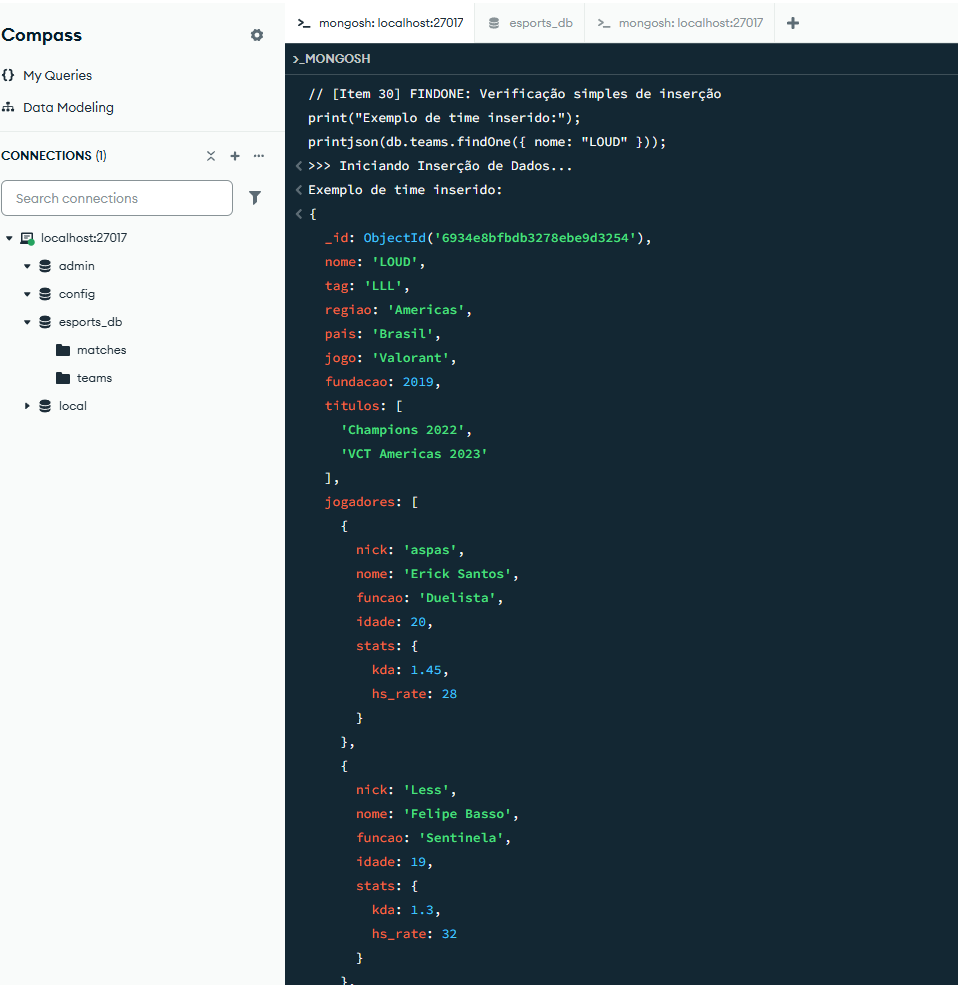 Compass
My Queries
Data Modeling
CONNECTIONS (1)
Search connections
localhost:27017
admin
config
esports_db
matches
teams
local
mongosh: localhost:27017
esports_db
mongosh: localhost:27017
>_MONGOSH
// [Item 30] FINDONE: Verificação simples de inserção
print("Exemplo de time inserido:");
printjson(db.teams.findOne({ nome: "LOUD" }));
>>> Iniciando Inserção de Dados...
Exemplo de time inserido:
{
_id: ObjectId('6934e8bfbdb3278ebe9d3254'),
nome: 'LOUD',
tag: 'LLL',
regiao: 'Americas',
pais: 'Brasil',
jogo: 'Valorant',
fundacao: 2019,
titulos: [
'Champions 2022',
'VCT Americas 2023'
],
jogadores: [
{
nick: 'aspas',
nome: 'Erick Santos',
funcao: 'Duelista',
idade: 20,
stats: {
kda: 1.45,
hs_rate: 28
}
},
{
nick: 'Less',
nome: 'Felipe Basso',
funcao: 'Sentinela',
idade: 19,
stats: {
kda: 1.3,
hs_rate: 32
}
},